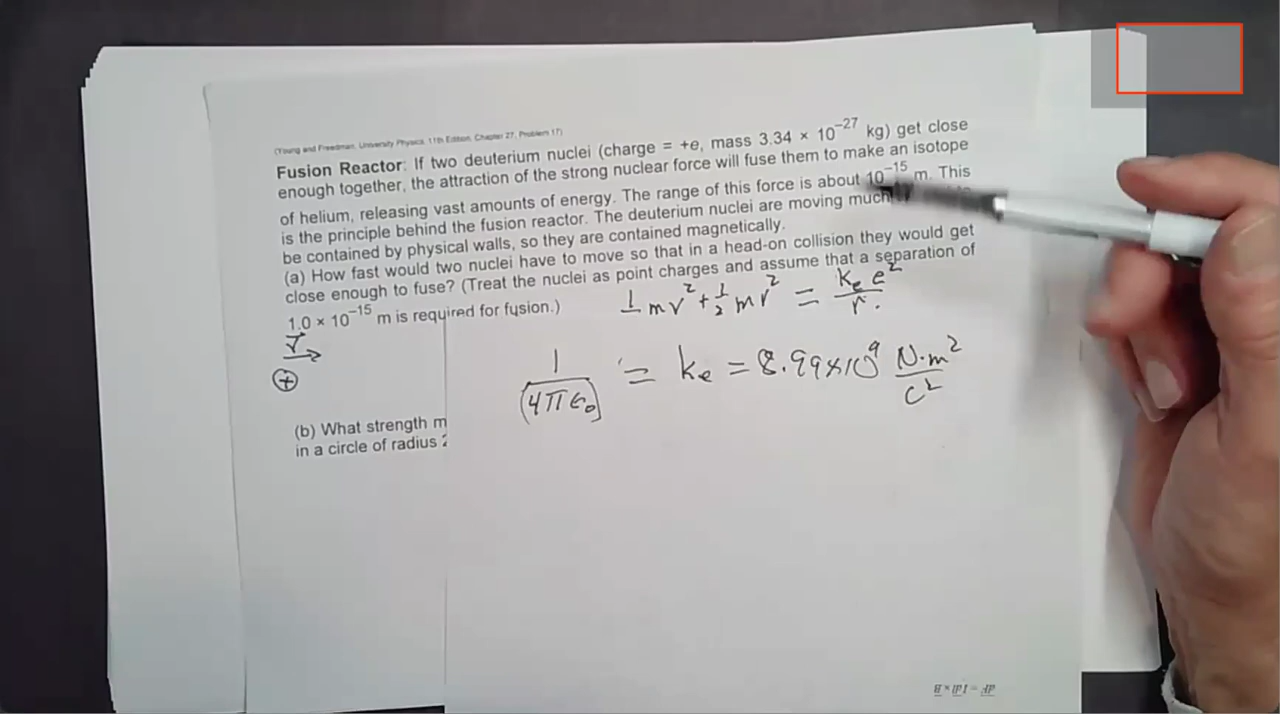 (Young and Freedman, University Physics, 11th Edition, Chapter 27, Problem 17)
Fusion Reactor: If two deuterium nuclei (charge = +e, mass 3.34 × 10⁻²⁷ kg) get close
enough together, the attraction of the strong nuclear force will fuse them to make an isotope
of helium, releasing vast amounts of energy. The range of this force is about 10⁻¹⁵ m. This
is the principle behind the fusion reactor. The deuterium nuclei are moving much
be contained by physical walls, so they are contained magnetically.
(a) How fast would two nuclei have to move so that in a head-on collision they would get
close enough to fuse? (Treat the nuclei as point charges and assume that a separation of
1.0 × 10⁻¹⁵ m is required for fusion.)
½ mv² + ½ mv² = kₑe²/r
v⃗
+
1/(4πε₀) = kₑ = 8.99×10⁹ N·m²/C²
(b) What strength m
in a circle of radius 2